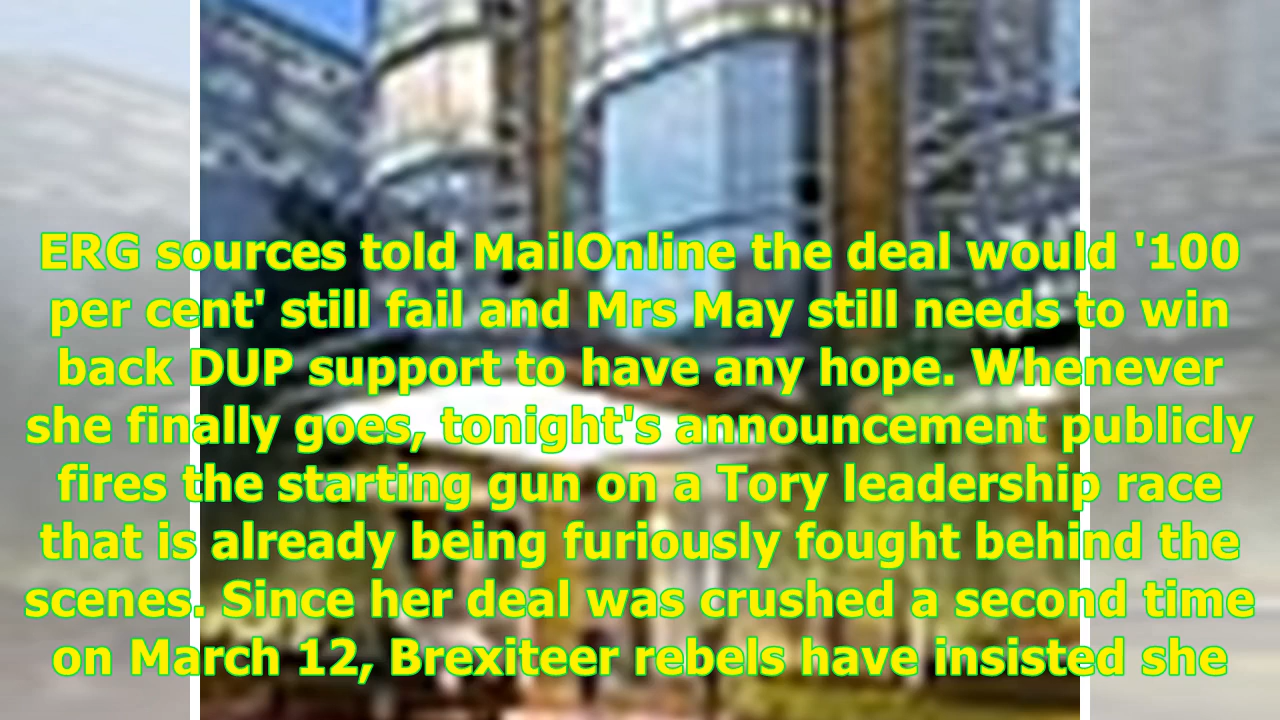 ERG sources told MailOnline the deal would '100
per cent' still fail and Mrs May still needs to win
back DUP support to have any hope. Whenever
she finally goes, tonight's announcement publicly
fires the starting gun on a Tory leadership race
that is already being furiously fought behind the
scenes. Since her deal was crushed a second time
on March 12, Brexiteer rebels have insisted she